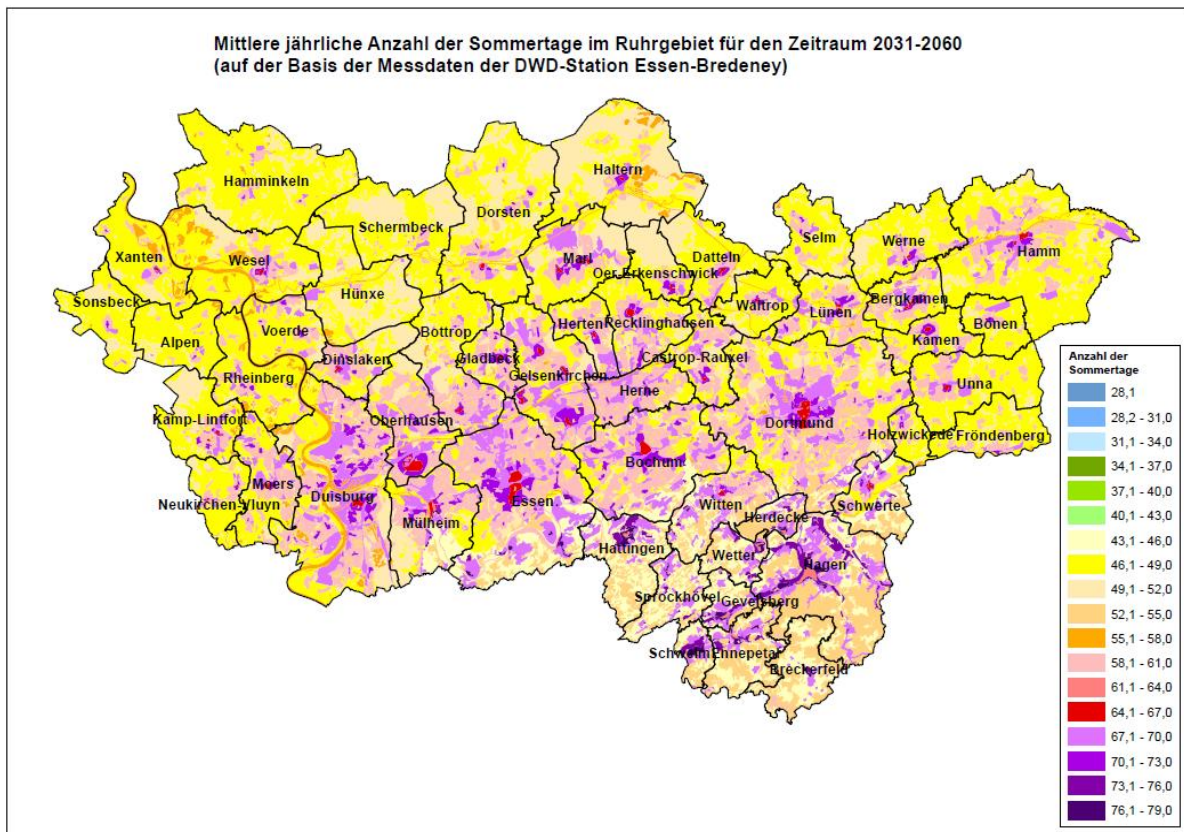 Mittlere jährliche Anzahl der Sommertage im Ruhrgebiet für den Zeitraum 2031-2060
(auf der Basis der Messdaten der DWD-Station Essen-Bredeney)
Haltern
Hamminkeln
Dorsten
Schermbeck
Selm
Werne
Hamm
Xanten
Wesel
Marl
Datteln
Oer-Erkenschwick
Sonsbeck
Hünxe
Waltrop
Lünen
Bergkamen
Voerde
Bottrop
Herten
Recklinghausen
Bönen
Alpen
Kamen
Dinslaken
Gladbeck
Castrop-Rauxel
Rheinberg
Gelsenkirchen
Unna
Herne
Kamp-Lintfort
Oberhausen
Dortmund
Holzwickede
Fröndenberg
Bochum
Moers
Duisburg
Neukirchen-Vluyn
Essen
Mülheim
Witten
Schwerte
Herdecke
Hattingen
Wetter
Hagen
Sprockhövel
Gevelsberg
Schwelm
Ennepetal
Breckerfeld
Anzahl der
Sommertage
28,1
28,2 - 31,0
31,1 - 34,0
34,1 - 37,0
37,1 - 40,0
40,1 - 43,0
43,1 - 46,0
46,1 - 49,0
49,1 - 52,0
52,1 - 55,0
55,1 - 58,0
58,1 - 61,0
61,1 - 64,0
64,1 - 67,0
67,1 - 70,0
70,1 - 73,0
73,1 - 76,0
76,1 - 79,0